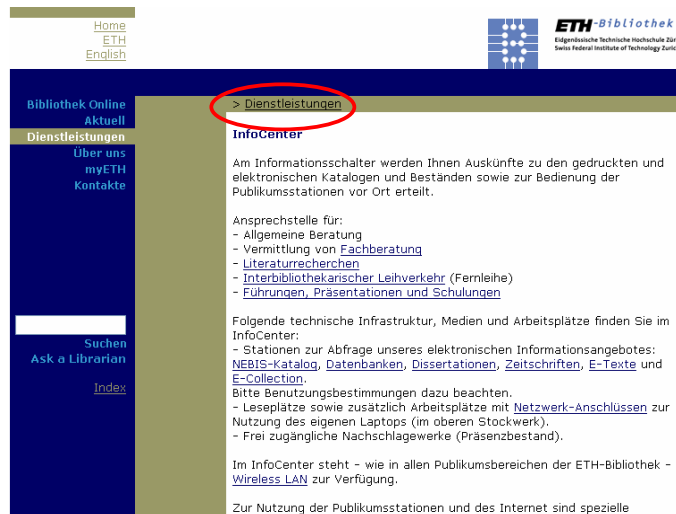 Home
ETH
English
ETH-Bibliothek
Eidgenössische Technische Hochschule Zür
Swiss Federal Institute of Technology Zuric
Bibliothek Online
Aktuell
Dienstleistungen
Über uns
myETH
Kontakte
Suchen
Ask a Librarian
Index
> Dienstleistungen
InfoCenter
Am Informationsschalter werden Ihnen Auskünfte zu den gedruckten und
elektronischen Katalogen und Beständen sowie zur Bedienung der
Publikumsstationen vor Ort erteilt.
Ansprechstelle für:
- Allgemeine Beratung
- Vermittlung von Fachberatung
- Literaturrecherchen
- Interbibliothekarischer Leihverkehr (Fernleihe)
- Führungen, Präsentationen und Schulungen
Folgende technische Infrastruktur, Medien und Arbeitsplätze finden Sie im
InfoCenter:
- Stationen zur Abfrage unseres elektronischen Informationsangebotes:
NEBIS-Katalog, Datenbanken, Dissertationen, Zeitschriften, E-Texte und
E-Collection.
Bitte Benutzungsbestimmungen dazu beachten.
- Leseplätze sowie zusätzlich Arbeitsplätze mit Netzwerk-Anschlüssen zur
Nutzung des eigenen Laptops (im oberen Stockwerk).
- Frei zugängliche Nachschlagewerke (Präsenzbestand).
Im InfoCenter steht - wie in allen Publikumsbereichen der ETH-Bibliothek -
Wireless LAN zur Verfügung.
Zur Nutzung der Publikumsstationen und des Internet sind spezielle